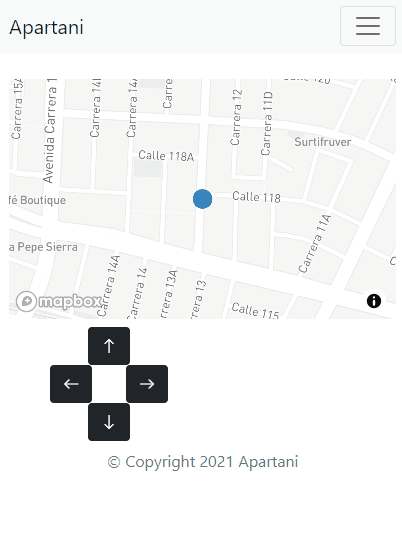 Apartani
Carrera 15A
Avenida Carrera 1
Carrera 14B
Carrera 14A
Carrera
Carrera 12
Carrera 11D
Calle 120
Surtifruver
Calle 118A
Calle 118
fé Boutique
a Pepe Sierra
Carrera 11A
Carrera 14A
Carrera 14
Carrera 13A
Carrera 13
Calle 115
mapbox
↑
← →
↓
© Copyright 2021 Apartani